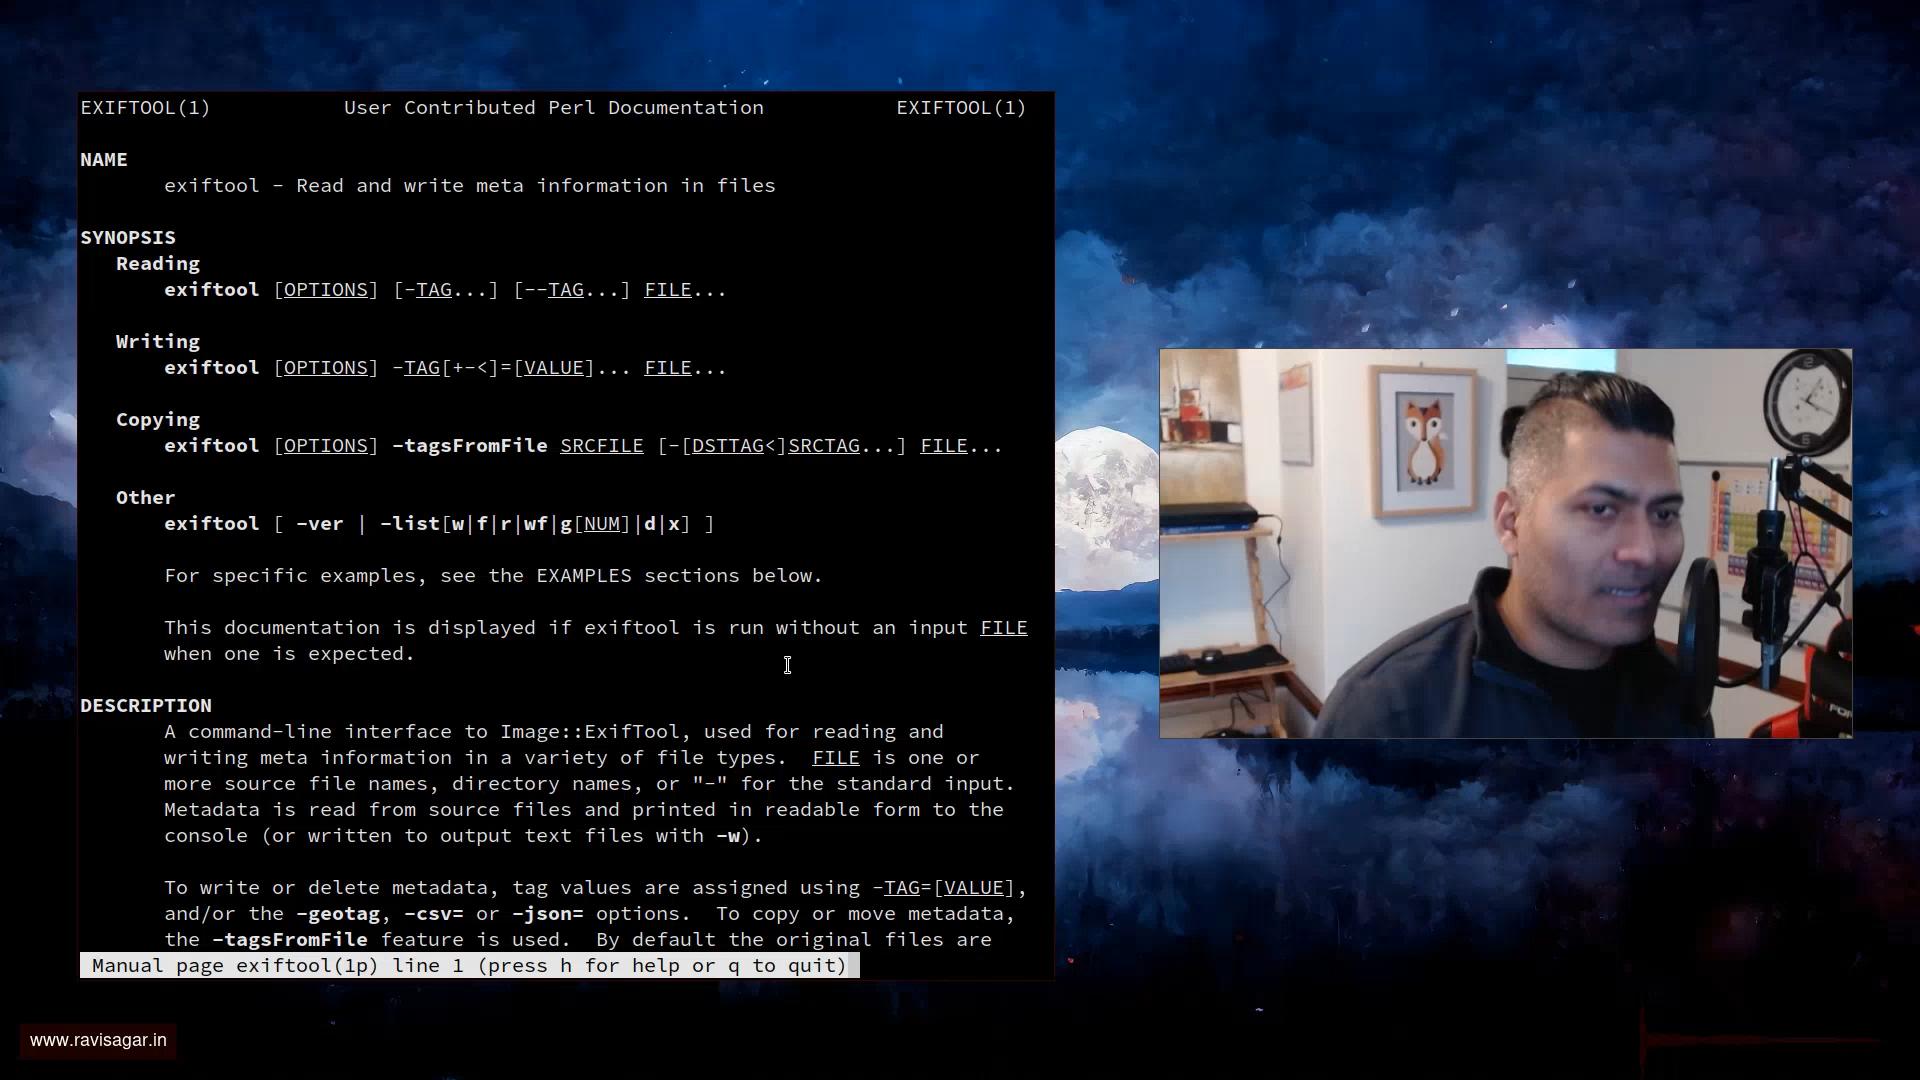 EXIFTOOL(1) User Contributed Perl Documentation EXIFTOOL(1)
NAME
exiftool - Read and write meta information in files
SYNOPSIS
Reading
exiftool [OPTIONS] [-TAG...] [--TAG...] FILE...
Writing
exiftool [OPTIONS] -TAG[+-<]=[VALUE]... FILE...
Copying
exiftool [OPTIONS] -tagsFromFile SRCFILE [-[DSTTAG<]SRCTAG...] FILE...
Other
exiftool [ -ver | -list[w|f|r|wf|g[NUM]|d|x] ]
For specific examples, see the EXAMPLES sections below.
This documentation is displayed if exiftool is run without an input FILE
when one is expected.
DESCRIPTION
A command-line interface to Image::ExifTool, used for reading and
writing meta information in a variety of file types.  FILE is one or
more source file names, directory names, or "-" for the standard input.
Metadata is read from source files and printed in readable form to the
console (or written to output text files with -w).
To write or delete metadata, tag values are assigned using -TAG=[VALUE],
and/or the -geotag, -csv= or -json= options.  To copy or move metadata,
the -tagsFromFile feature is used.  By default the original files are
Manual page exiftool(1p) line 1 (press h for help or q to quit)
www.ravisagar.in